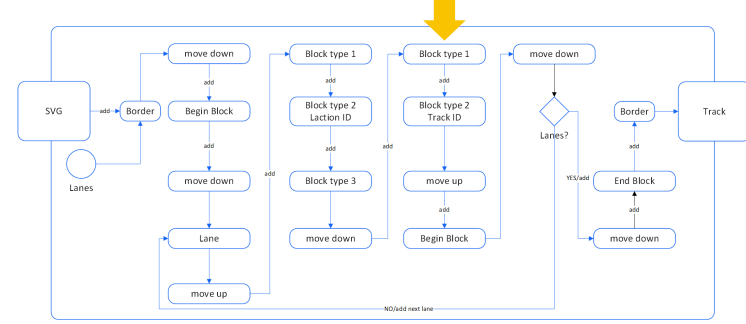 SVG
Lanes
add
Border
move down
add
Begin Block
add
move down
Lane
move up
add
Block type 1
add
Block type 2
Laction ID
add
Block type 3
move down
add
Block type 1
add
Block type 2
Track ID
move up
add
Begin Block
move down
Lanes?
YES/add
NO/add next lane
move down
add
End Block
add
Border
Track